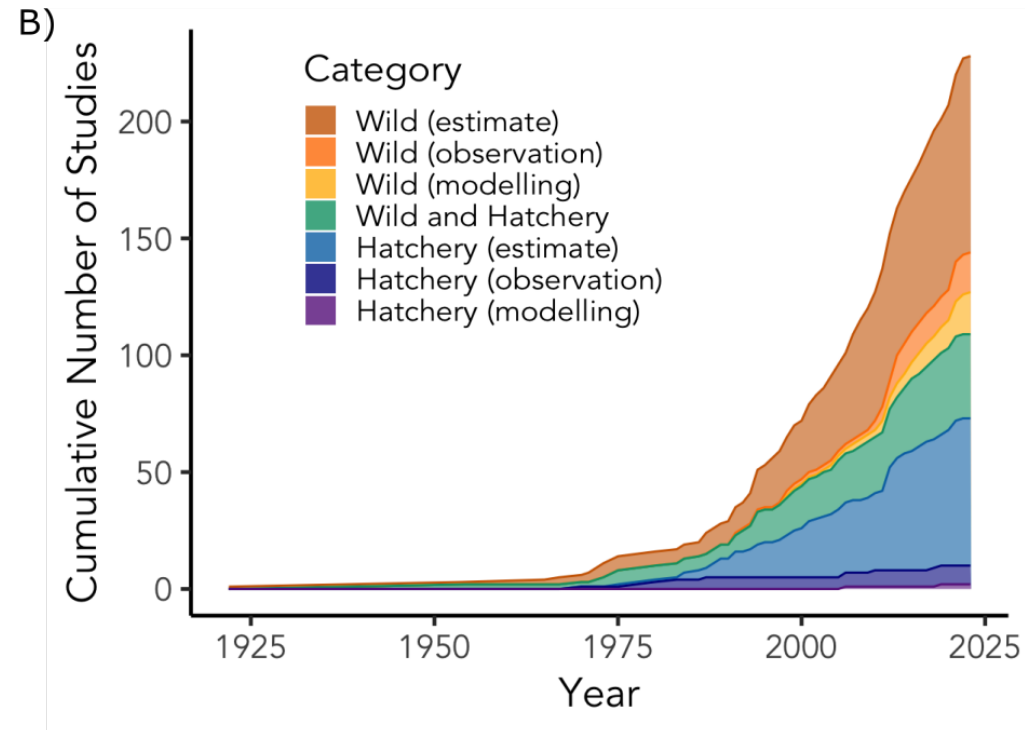 B)
Cumulative Number of Studies
200
150
100
50
0
Category
Wild (estimate)
Wild (observation)
Wild (modelling)
Wild and Hatchery
Hatchery (estimate)
Hatchery (observation)
Hatchery (modelling)
1925
1950
1975
2000
2025
Year